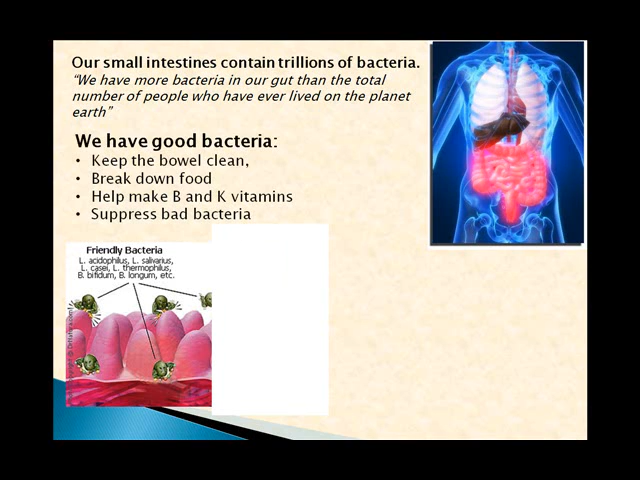 Our small intestines contain trillions of bacteria.
“We have more bacteria in our gut than the total
number of people who have ever lived on the planet
earth”
We have good bacteria:
• Keep the bowel clean,
• Break down food
• Help make B and K vitamins
• Suppress bad bacteria
Friendly Bacteria
L. acidophilus, L. salivarius,
L. casei, L. thermophilus,
B. bifidum, B. longum, etc.